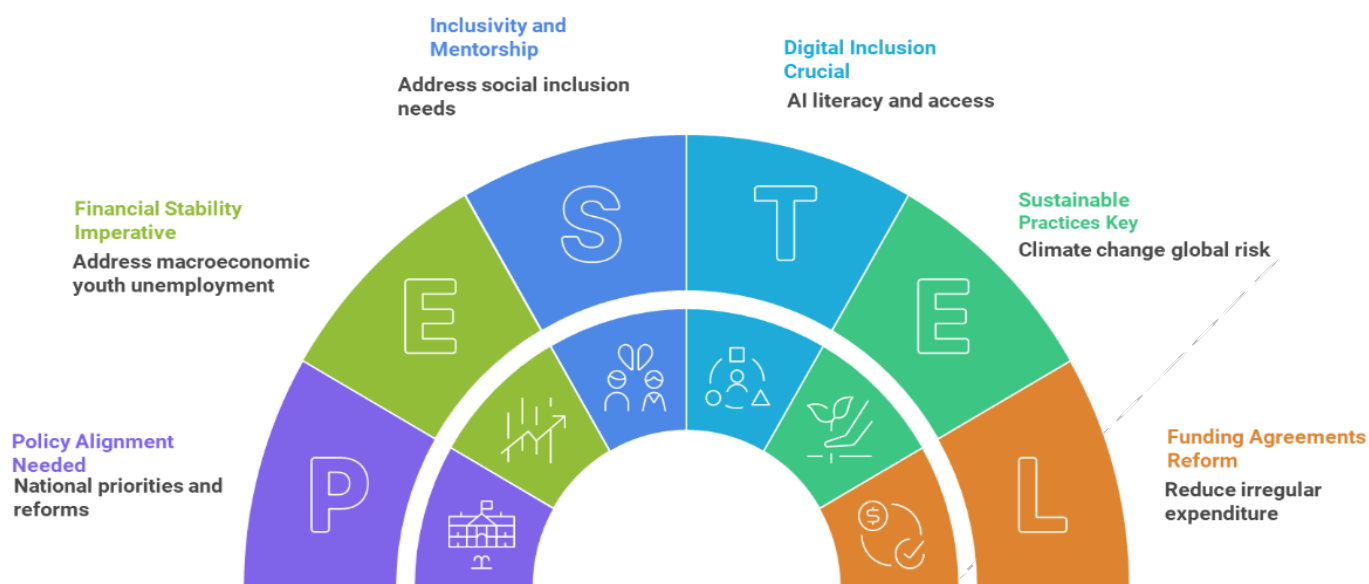 Inclusivity and
Mentorship
Address social inclusion
needs
Digital Inclusion
Crucial
AI literacy and access
Financial Stability
Imperative
Address macroeconomic
youth unemployment
Sustainable
Practices Key
Climate change global risk
Policy Alignment
Needed
National priorities and
reforms
Funding Agreements
Reform
Reduce irregular
expenditure
P
E
S
T
E
L
$